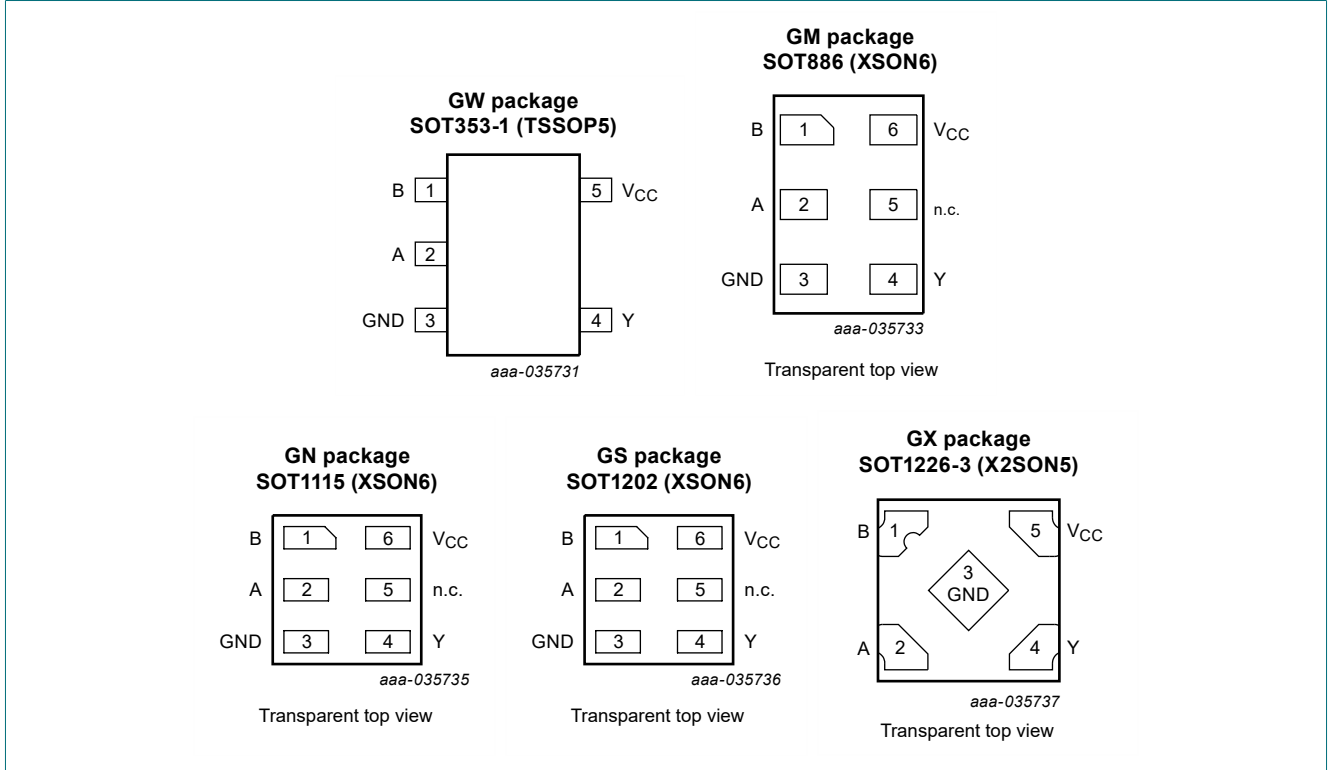 GW package
SOT353-1 (TSSOP5)
B 1 5 VCC
A 2
GND 3 4 Y
aaa-035731
GM package
SOT886 (XSON6)
B 1 6 VCC
A 2 5 n.c.
GND 3 4 Y
aaa-035733
Transparent top view
GN package
SOT1115 (XSON6)
B 1 6 VCC
A 2 5 n.c.
GND 3 4 Y
aaa-035735
Transparent top view
GS package
SOT1202 (XSON6)
B 1 6 VCC
A 2 5 n.c.
GND 3 4 Y
aaa-035736
Transparent top view
GX package
SOT1226-3 (X2SON5)
B 1 5 VCC
3
GND
A 2 4 Y
aaa-035737
Transparent top view